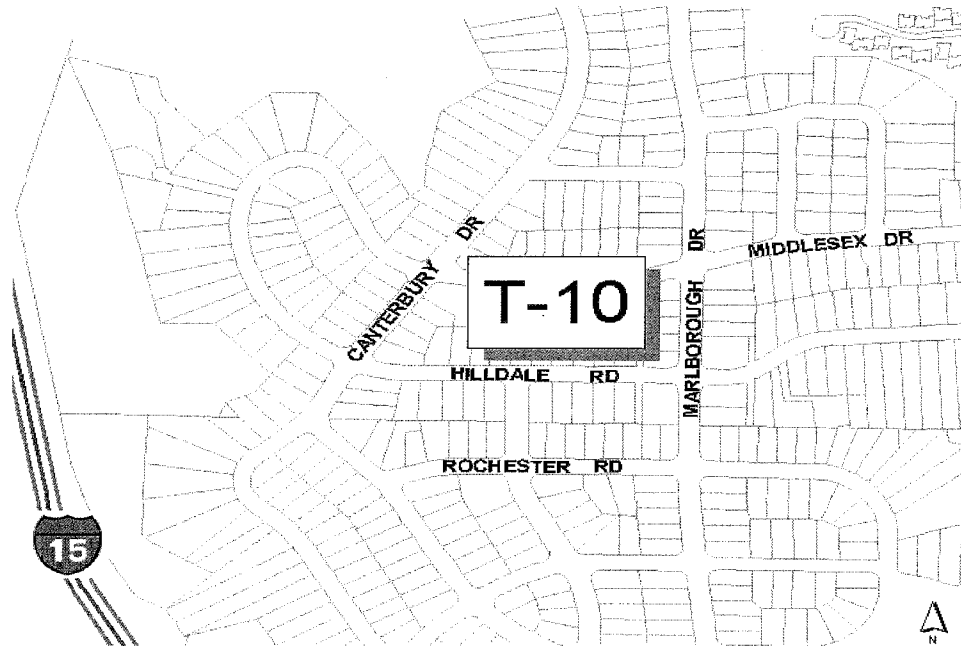 CANTERBURY DR
MARLBOROUGH DR
MIDDLESEX DR
T-10
HILLDALE RD
ROCHESTER RD
15
N